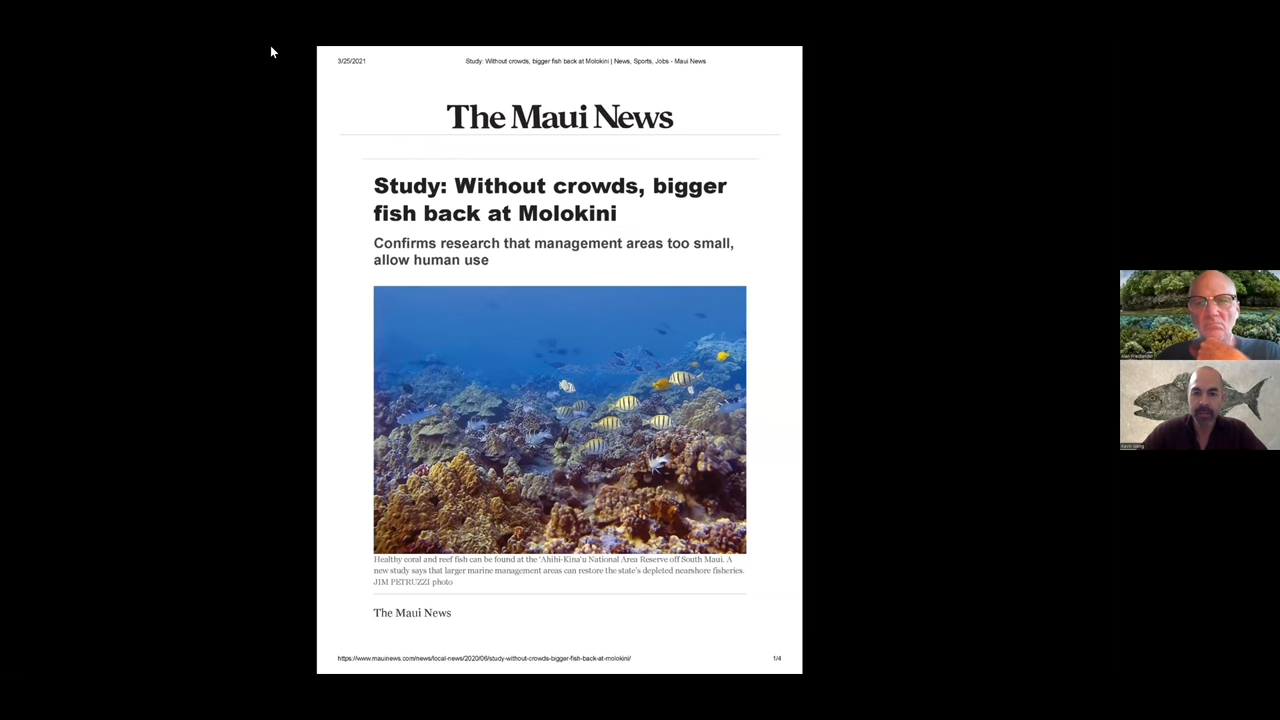 3/25/2021
Study: Without crowds, bigger fish back at Molokini | News, Sports, Jobs - Maui News
The Maui News
Study: Without crowds, bigger
fish back at Molokini
Confirms research that management areas too small,
allow human use
Healthy coral and reef fish can be found at the 'Ahihi-Kina'u National Area Reserve off South Maui. A
new study says that larger marine management areas can restore the state's depleted nearshore fisheries.
JIM PETRUZZI photo
The Maui News
https://www.mauinews.com/news/local-news/2020/06/study-without-crowds-bigger-fish-back-at-molokini/
1/4
Alan Friedlander